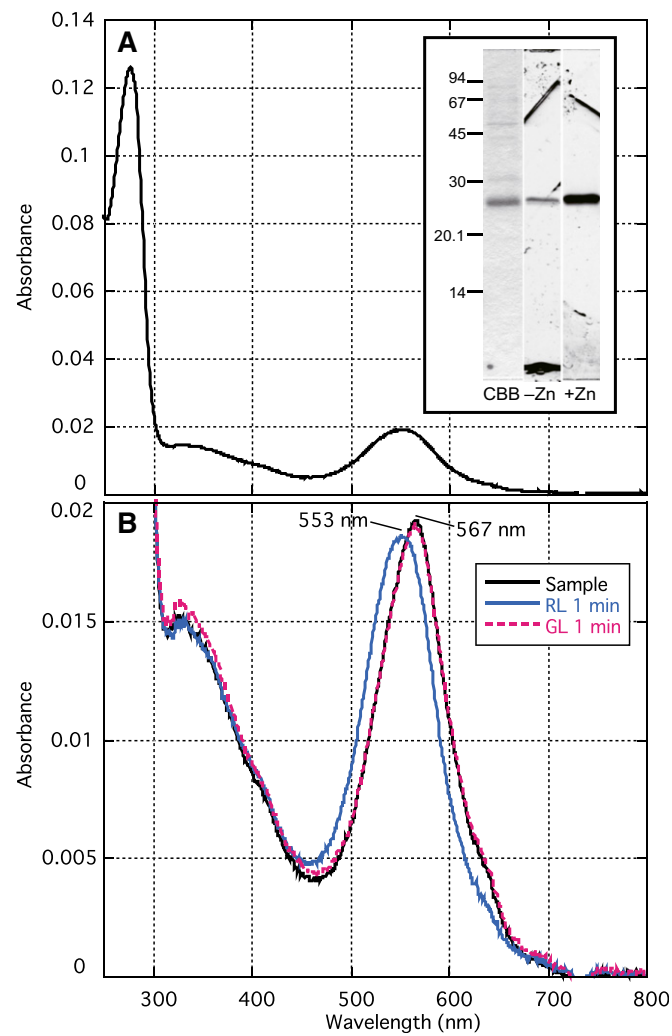 0.14
A
0.12
0.1
0.08
0.06
0.04
0.02
0
Absorbance
94
67
45
30
20.1
14
CBB –Zn +Zn
0.02
B
553 nm
567 nm
Sample
RL 1 min
GL 1 min
0.015
0.01
0.005
0
Absorbance
300 400 500 600 700 800
Wavelength (nm)